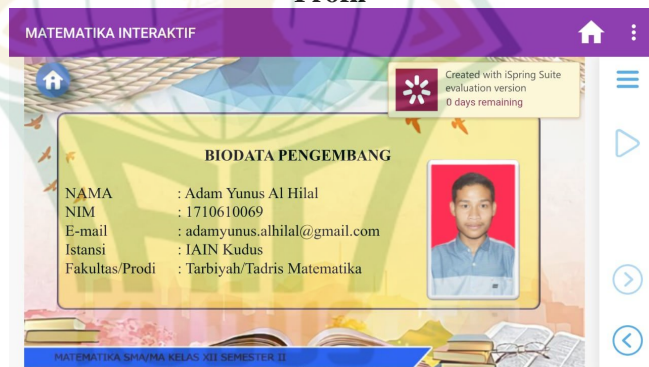 MATEMATIKA INTERAKTIF
Created with iSpring Suite
evaluation version
0 days remaining
BIODATA PENGEMBANG
NAMA : Adam Yunus Al Hilal
NIM : 1710610069
E-mail : adamyunus.alhilal@gmail.com
Istansi : IAIN Kudus
Fakultas/Prodi : Tarbiyah/Tadris Matematika
MATEMATIKA SMA/MA KELAS XII SEMESTER II